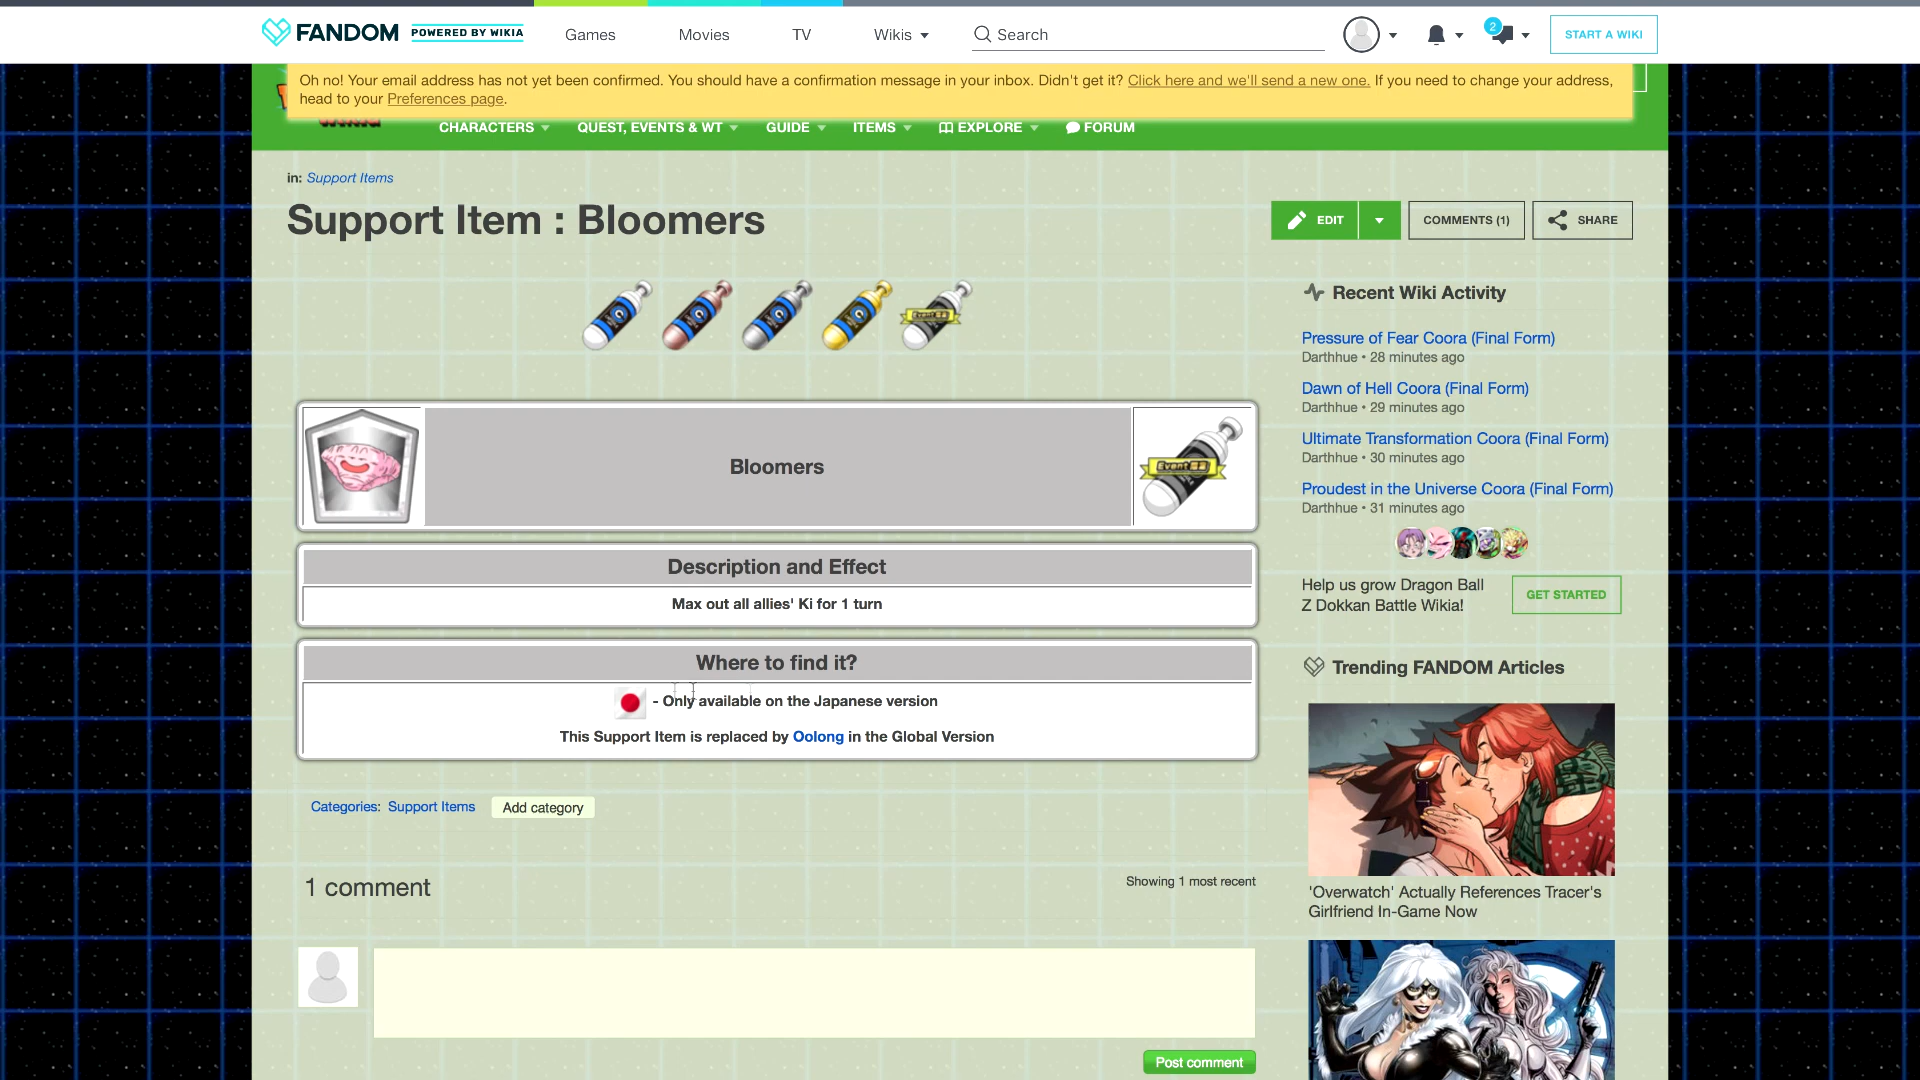 FANDOM POWERED BY WIKIA Games Movies TV Wikis Search 2 START A WIKI
Oh no! Your email address has not yet been confirmed. You should have a confirmation message in your inbox. Didn't get it? Click here and we'll send a new one. If you need to change your address,
head to your Preferences page.
CHARACTERS QUEST, EVENTS & WT GUIDE ITEMS EXPLORE FORUM
in: Support Items
Support Item : Bloomers
EDIT COMMENTS (1) SHARE
Bloomers
Description and Effect
Max out all allies' Ki for 1 turn
Where to find it?
- Only available on the Japanese version
This Support Item is replaced by Oolong in the Global Version
Categories: Support Items Add category
1 comment
Showing 1 most recent
Post comment
Recent Wiki Activity
Pressure of Fear Coora (Final Form)
Darthhue • 28 minutes ago
Dawn of Hell Coora (Final Form)
Darthhue • 29 minutes ago
Ultimate Transformation Coora (Final Form)
Darthhue • 30 minutes ago
Proudest in the Universe Coora (Final Form)
Darthhue • 31 minutes ago
Help us grow Dragon Ball
Z Dokkan Battle Wikia!
GET STARTED
Trending FANDOM Articles
'Overwatch' Actually References Tracer's
Girlfriend In-Game Now